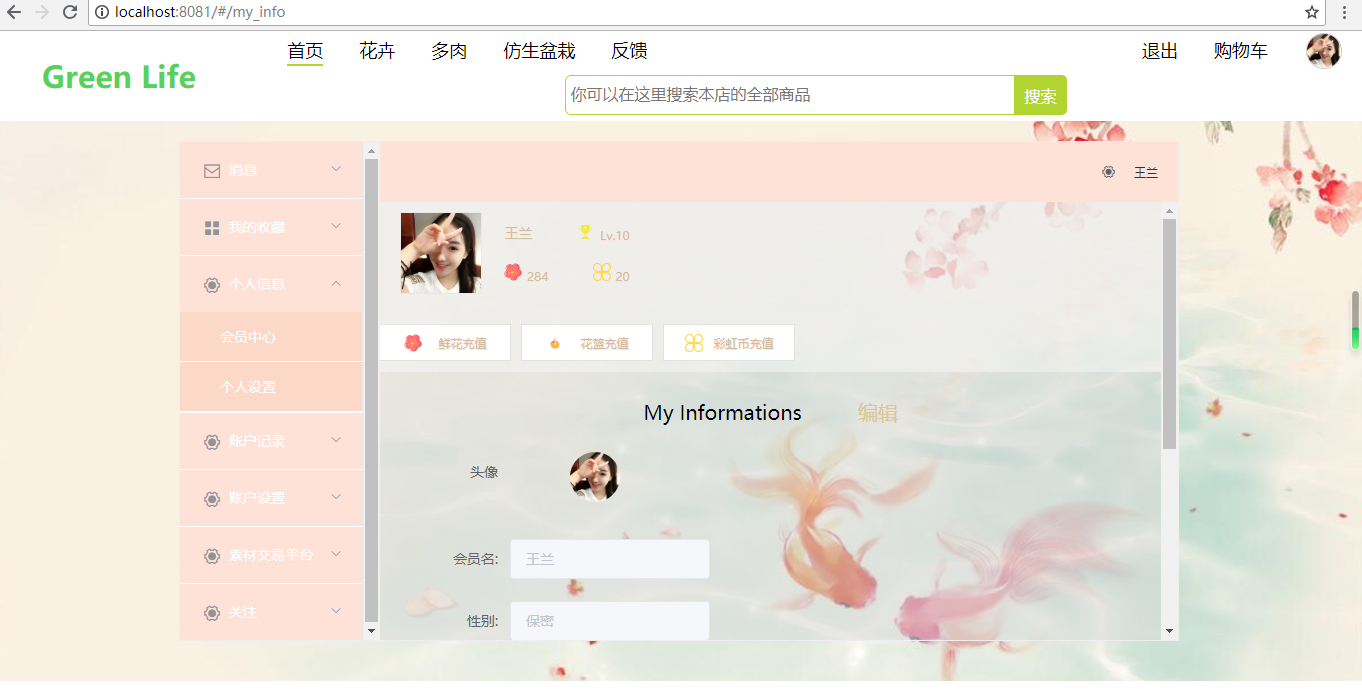 localhost:8081/#/my_info
首页 花卉 多肉 仿生盆栽 反馈 退出 购物车
Green Life
你可以在这里搜索本店的全部商品 搜索
消息
我的收藏
个人信息
会员中心
个人设置
账户记录
账户设置
素材交易平台
关注
王兰
王兰 Lv.10
284 20
鲜花充值 花篮充值 彩虹币充值
My Informations 编辑
头像
会员名: 王兰
性别: 保密